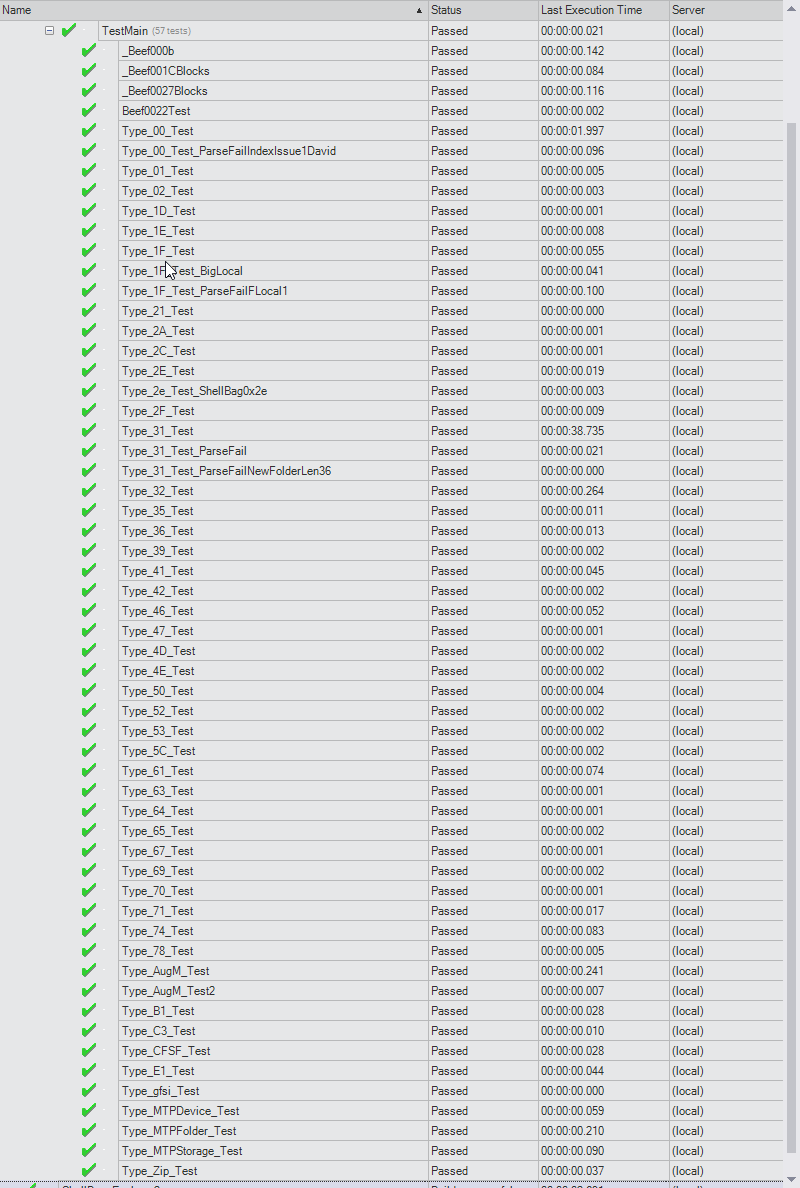 Name Status Last Execution Time Server
TestMain (57 tests) Passed 00:00:00.021 (local)
_Beef000b Passed 00:00:00.142 (local)
_Beef001CBlocks Passed 00:00:00.084 (local)
_Beef0027Blocks Passed 00:00:00.116 (local)
Beef0022Test Passed 00:00:00.002 (local)
Type_00_Test Passed 00:00:01.997 (local)
Type_00_Test_ParseFailIndexIssue1David Passed 00:00:00.096 (local)
Type_01_Test Passed 00:00:00.005 (local)
Type_02_Test Passed 00:00:00.003 (local)
Type_1D_Test Passed 00:00:00.001 (local)
Type_1E_Test Passed 00:00:00.008 (local)
Type_1F_Test Passed 00:00:00.055 (local)
Type_1F_Test_BigLocal Passed 00:00:00.041 (local)
Type_1F_Test_ParseFailFLocal1 Passed 00:00:00.100 (local)
Type_21_Test Passed 00:00:00.000 (local)
Type_2A_Test Passed 00:00:00.001 (local)
Type_2C_Test Passed 00:00:00.001 (local)
Type_2E_Test Passed 00:00:00.019 (local)
Type_2e_Test_ShellBag0x2e Passed 00:00:00.003 (local)
Type_2F_Test Passed 00:00:00.009 (local)
Type_31_Test Passed 00:00:38.735 (local)
Type_31_Test_ParseFail Passed 00:00:00.021 (local)
Type_31_Test_ParseFailNewFolderLen36 Passed 00:00:00.000 (local)
Type_32_Test Passed 00:00:00.264 (local)
Type_35_Test Passed 00:00:00.011 (local)
Type_36_Test Passed 00:00:00.013 (local)
Type_39_Test Passed 00:00:00.002 (local)
Type_41_Test Passed 00:00:00.045 (local)
Type_42_Test Passed 00:00:00.002 (local)
Type_46_Test Passed 00:00:00.052 (local)
Type_47_Test Passed 00:00:00.001 (local)
Type_4D_Test Passed 00:00:00.002 (local)
Type_4E_Test Passed 00:00:00.002 (local)
Type_50_Test Passed 00:00:00.004 (local)
Type_52_Test Passed 00:00:00.002 (local)
Type_53_Test Passed 00:00:00.002 (local)
Type_5C_Test Passed 00:00:00.002 (local)
Type_61_Test Passed 00:00:00.074 (local)
Type_63_Test Passed 00:00:00.001 (local)
Type_64_Test Passed 00:00:00.001 (local)
Type_65_Test Passed 00:00:00.002 (local)
Type_67_Test Passed 00:00:00.001 (local)
Type_69_Test Passed 00:00:00.002 (local)
Type_70_Test Passed 00:00:00.001 (local)
Type_71_Test Passed 00:00:00.017 (local)
Type_74_Test Passed 00:00:00.083 (local)
Type_78_Test Passed 00:00:00.005 (local)
Type_AugM_Test Passed 00:00:00.241 (local)
Type_AugM_Test2 Passed 00:00:00.007 (local)
Type_B1_Test Passed 00:00:00.028 (local)
Type_C3_Test Passed 00:00:00.010 (local)
Type_CFSF_Test Passed 00:00:00.028 (local)
Type_E1_Test Passed 00:00:00.044 (local)
Type_gfsi_Test Passed 00:00:00.000 (local)
Type_MTPDevice_Test Passed 00:00:00.059 (local)
Type_MTPFolder_Test Passed 00:00:00.210 (local)
Type_MTPStorage_Test Passed 00:00:00.090 (local)
Type_Zip_Test Passed 00:00:00.037 (local)